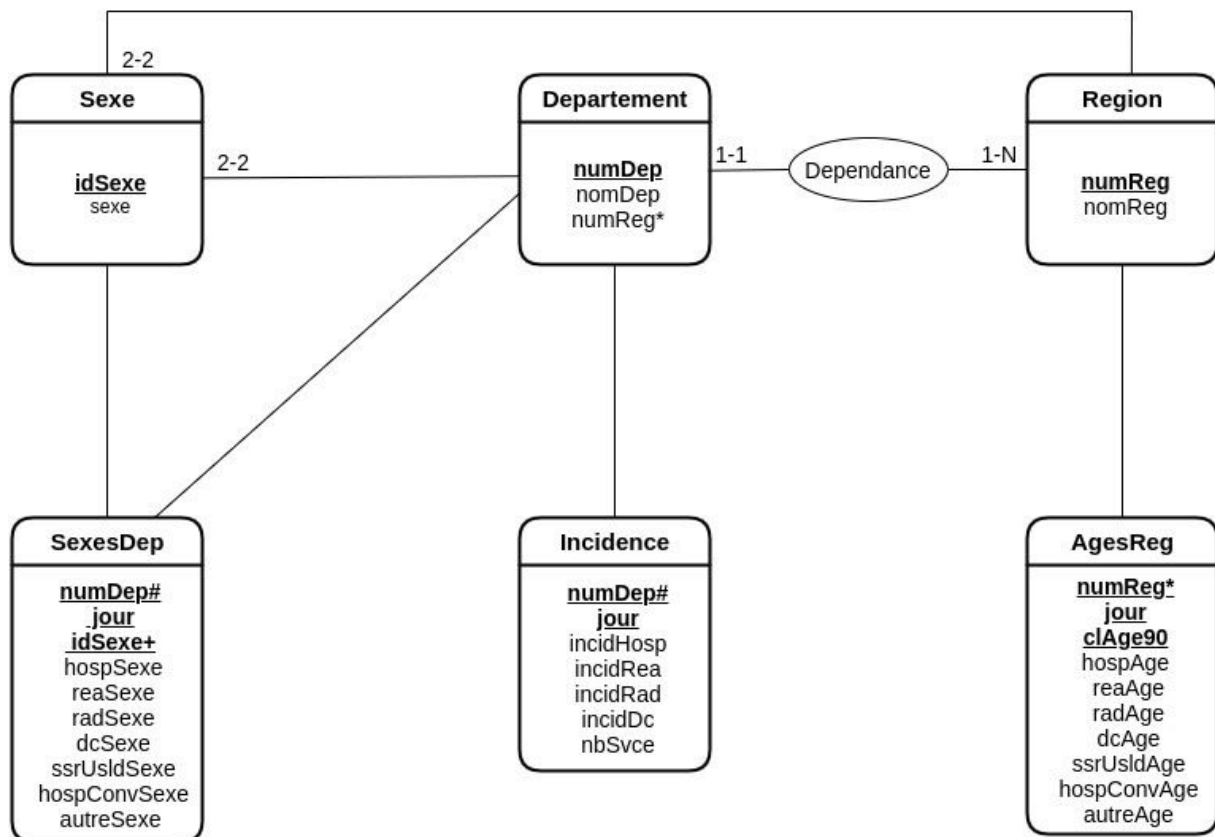 2-2
Sexe
idSexe
sexe
2-2
Departement
numDep
nomDep
numReg*
1-1
Dependance
1-N
Region
numReg
nomReg
SexesDep
numDep#
jour
idSexe+
hospSexe
reaSexe
radSexe
dcSexe
ssrUsldSexe
hospConvSexe
autreSexe
Incidence
numDep#
jour
incidHosp
incidRea
incidRad
incidDc
nbSvce
AgesReg
numReg*
jour
clAge90
hospAge
reaAge
radAge
dcAge
ssrUsldAge
hospConvAge
autreAge